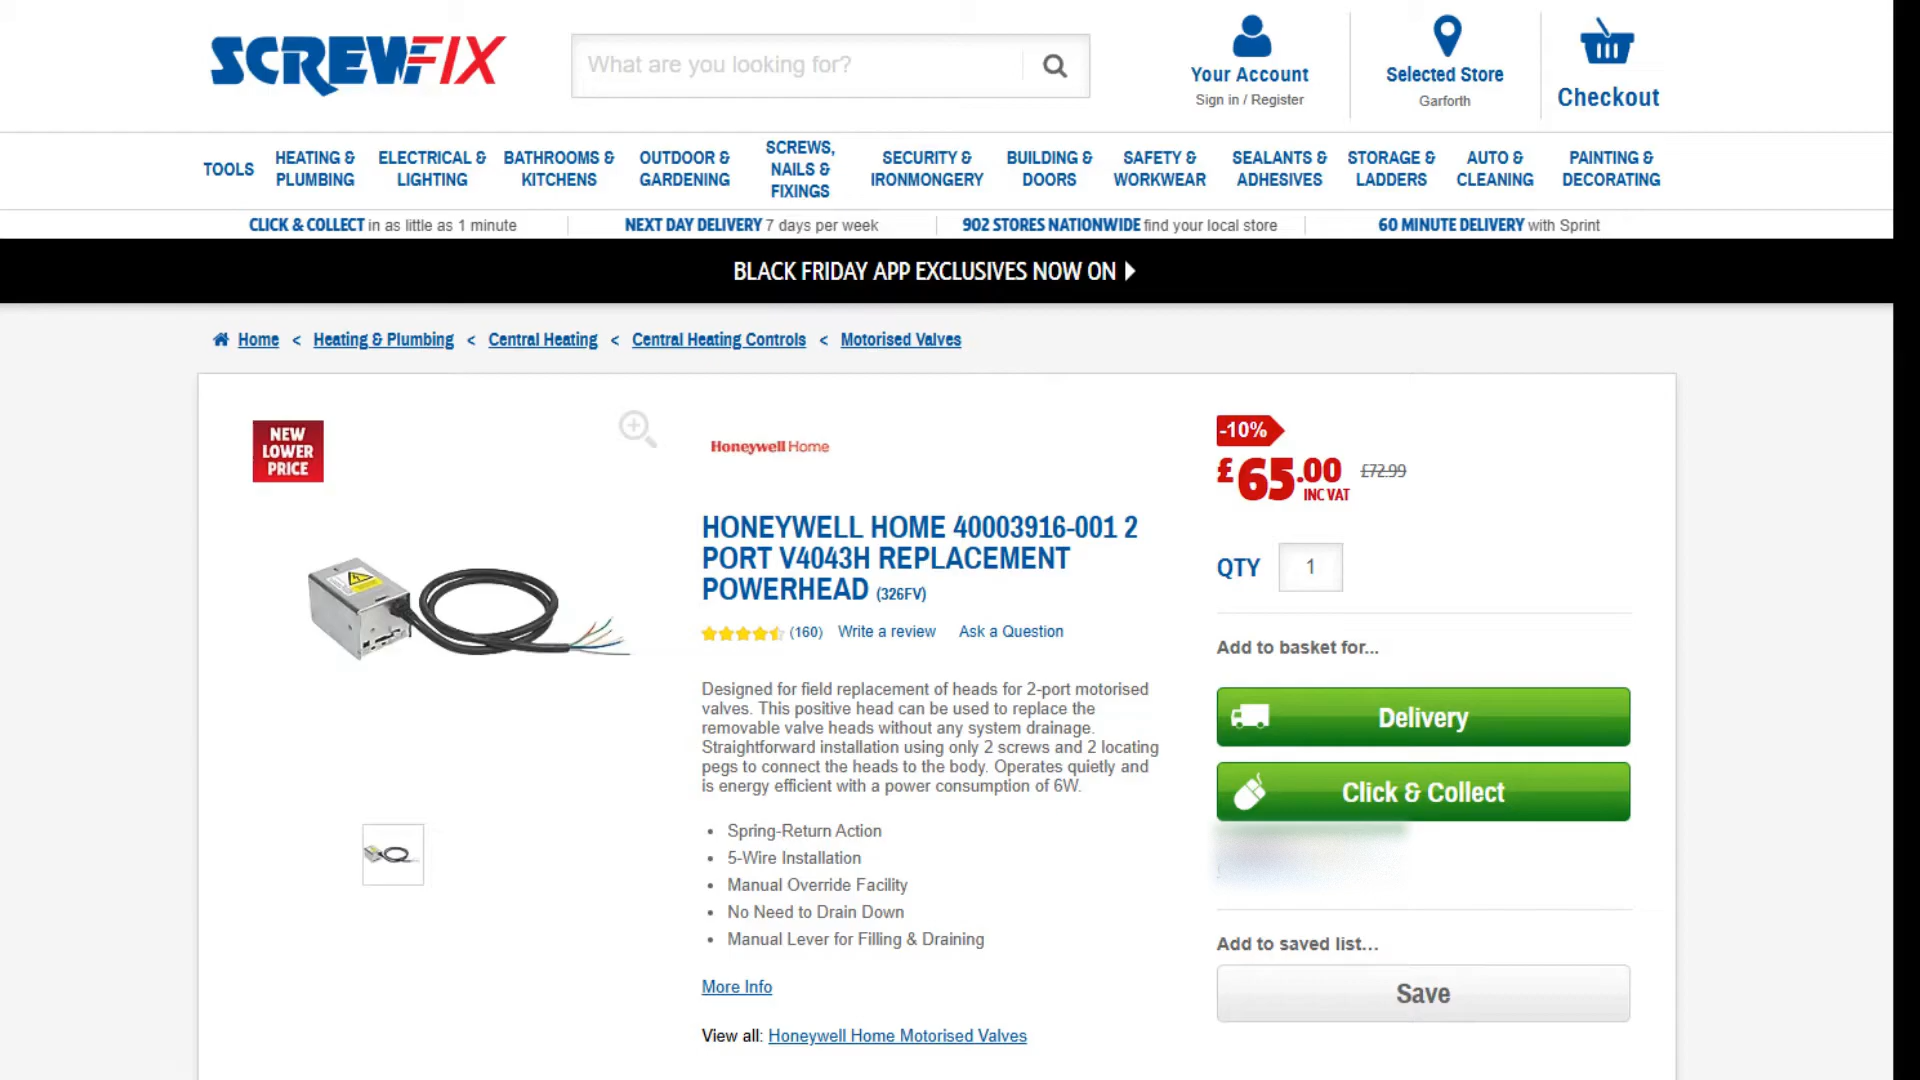 SCREWFIX
What are you looking for?
Your Account
Sign in / Register
Selected Store
Garforth
Checkout
TOOLS
HEATING &
PLUMBING
ELECTRICAL &
LIGHTING
BATHROOMS &
KITCHENS
OUTDOOR &
GARDENING
SCREWS,
NAILS &
FIXINGS
SECURITY &
IRONMONGERY
BUILDING &
DOORS
SAFETY &
WORKWEAR
SEALANTS &
ADHESIVES
STORAGE &
LADDERS
AUTO &
CLEANING
PAINTING &
DECORATING
CLICK & COLLECT in as little as 1 minute
NEXT DAY DELIVERY 7 days per week
902 STORES NATIONWIDE find your local store
60 MINUTE DELIVERY with Sprint
BLACK FRIDAY APP EXCLUSIVES NOW ON
Home < Heating & Plumbing < Central Heating < Central Heating Controls < Motorised Valves
NEW
LOWER
PRICE
Honeywell Home
HONEYWELL HOME 40003916-001 2
PORT V4043H REPLACEMENT
POWERHEAD (326FV)
(160) Write a review Ask a Question
Designed for field replacement of heads for 2-port motorised
valves. This positive head can be used to replace the
removable valve heads without any system drainage.
Straightforward installation using only 2 screws and 2 locating
pegs to connect the heads to the body. Operates quietly and
is energy efficient with a power consumption of 6W.
• Spring-Return Action
• 5-Wire Installation
• Manual Override Facility
• No Need to Drain Down
• Manual Lever for Filling & Draining
More Info
View all: Honeywell Home Motorised Valves
-10%
£65.00 INC VAT £72.99
QTY 1
Add to basket for...
Delivery
Click & Collect
Add to saved list...
Save